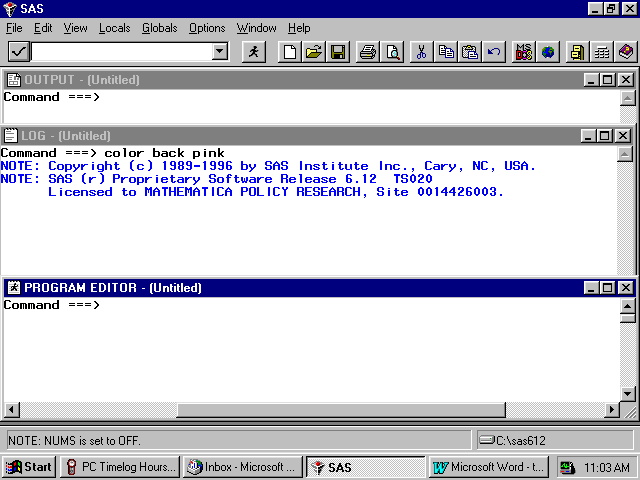 SAS
File Edit View Locals Globals Options Window Help
MS DOS
OUTPUT - (Untitled)
Command ===>
LOG - (Untitled)
Command ===> color back pink
NOTE: Copyright (c) 1989-1996 by SAS Institute Inc., Cary, NC, USA.
NOTE: SAS (r) Proprietary Software Release 6.12  TS020
      Licensed to MATHEMATICA POLICY RESEARCH, Site 0014426003.
PROGRAM EDITOR - (Untitled)
Command ===>
NOTE: NUMS is set to OFF. C:\sas612
Start PC Timelog Hours... Inbox - Microsoft ... SAS Microsoft Word - t... 11:03 AM